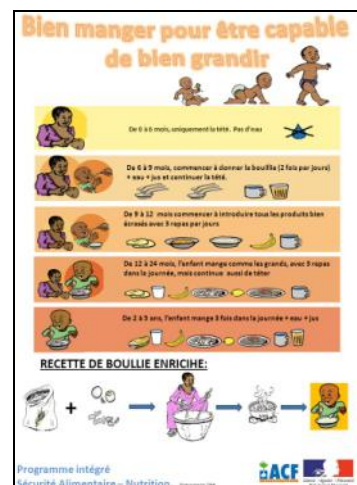 Bien manger pour être capable
de bien grandir
De 0 à 6 mois, uniquement la tété. Pas d'eau
De 6 à 9 mois, commencer à donner la bouillie (2 fois par jours)
+ eau + jus et continuer la tété.
De 9 à 12 mois commencer à introduire tous les produits bien
écrasés avec 3 repas par jours
De 12 à 24 mois, l'enfant mange comme les grands, avec 3 repas
dans la journée, mais continue aussi de téter
De 2 à 5 ans, l'enfant mange 3 fois dans la journée + eau + jus
RECETTE DE BOULLIE ENRICIHE:
Programme intégré
Sécurité Alimentaire – Nutrition
ACF